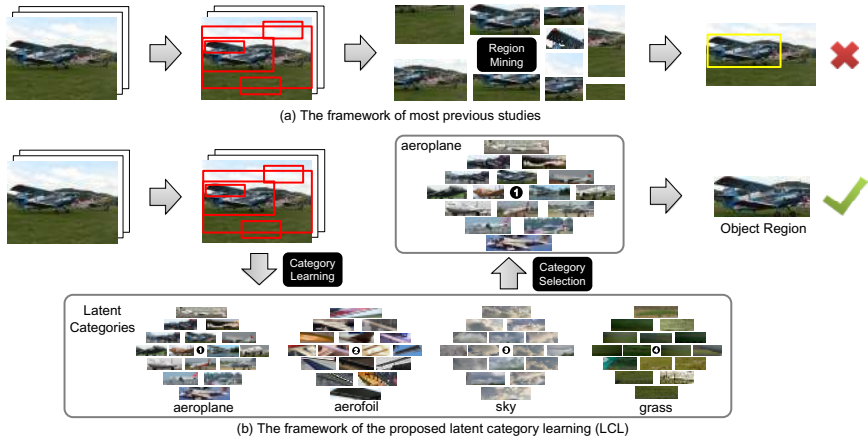 Region
Mining
(a) The framework of most previous studies
aeroplane
1
Object Region
Category
Learning
Category
Selection
Latent
Categories
1
2
3
4
aeroplane
aerofoil
sky
grass
(b) The framework of the proposed latent category learning (LCL)